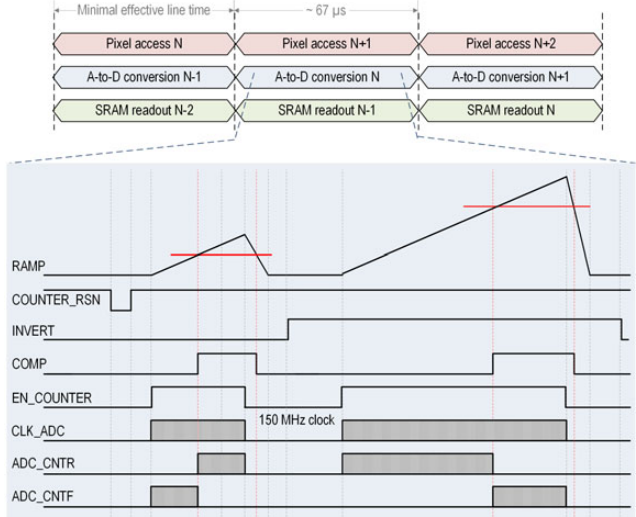 Minimal effective line time ~ 67 µs
Pixel access N Pixel access N+1 Pixel access N+2
A-to-D conversion N-1 A-to-D conversion N A-to-D conversion N+1
SRAM readout N-2 SRAM readout N-1 SRAM readout N
RAMP
COUNTER_RSN
INVERT
COMP
EN_COUNTER
150 MHz clock
CLK_ADC
ADC_CNTR
ADC_CNTF